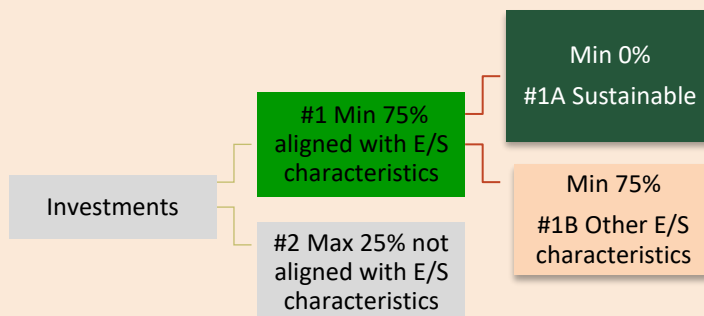 Investments
#1 Min 75%
aligned with E/S
characteristics
#2 Max 25% not
aligned with E/S
characteristics
Min 0%
#1A Sustainable
Min 75%
#1B Other E/S
characteristics